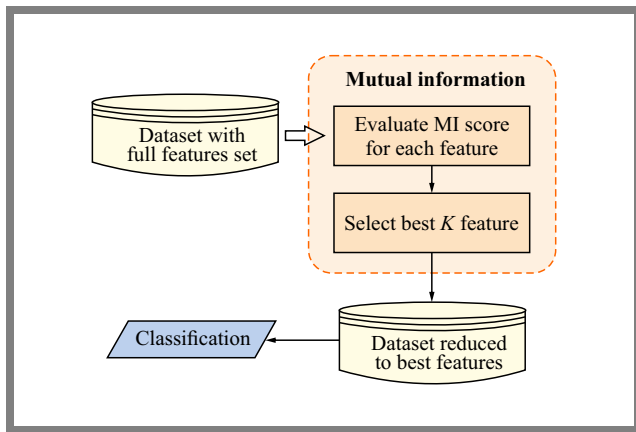 Mutual information
Dataset with
full features set
Evaluate MI score
for each feature
Select best K feature
Dataset reduced
to best features
Classification